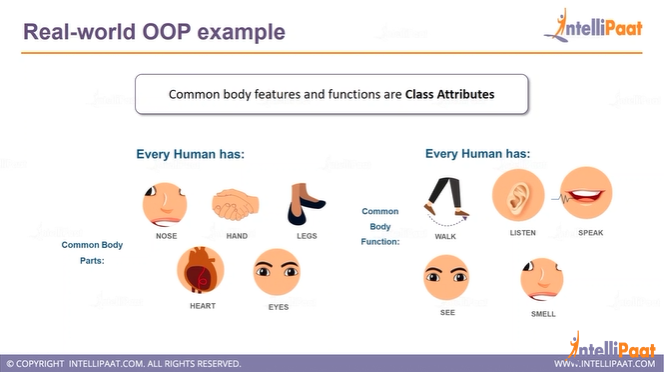 Real-world OOP example
IntelliPaat
Common body features and functions are Class Attributes
Every Human has:
NOSE
HAND
LEGS
Common Body
Parts:
HEART
EYES
Every Human has:
Common
Body
Function:
WALK
LISTEN
SPEAK
SEE
SMELL
IntelliPaat
© COPYRIGHT INTELLIPAAT.COM. ALL RIGHTS RESERVED.
WWW.INTELLIPAAT.COM